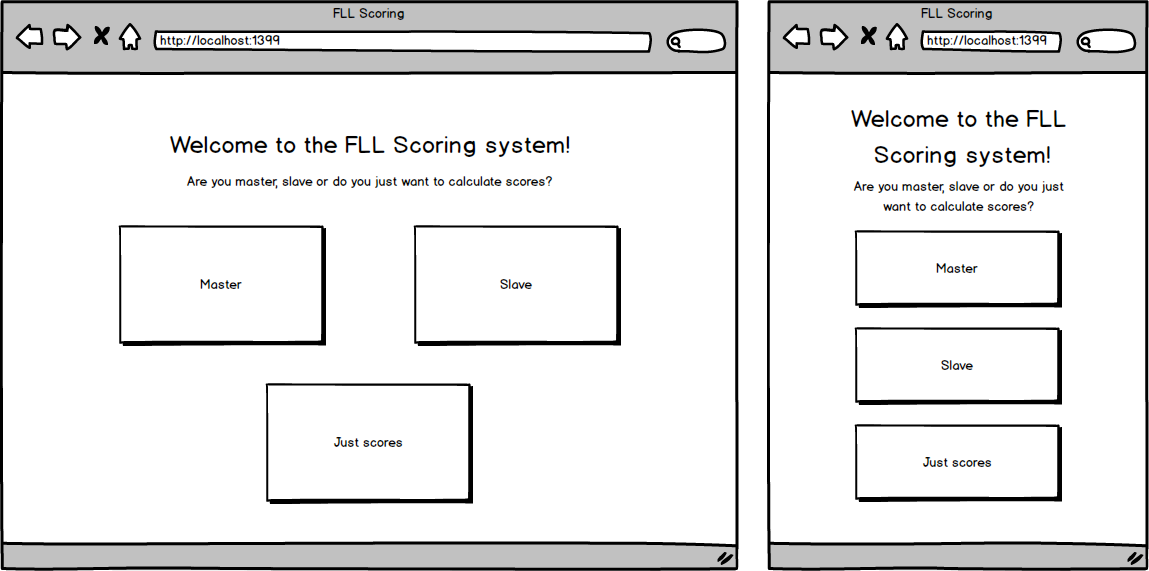 FLL Scoring
http://localhost:1399
Welcome to the FLL Scoring system!
Are you master, slave or do you just want to calculate scores?
Master
Slave
Just scores
FLL Scoring
http://localhost:1399
Welcome to the FLL
Scoring system!
Are you master, slave or do you just
want to calculate scores?
Master
Slave
Just scores